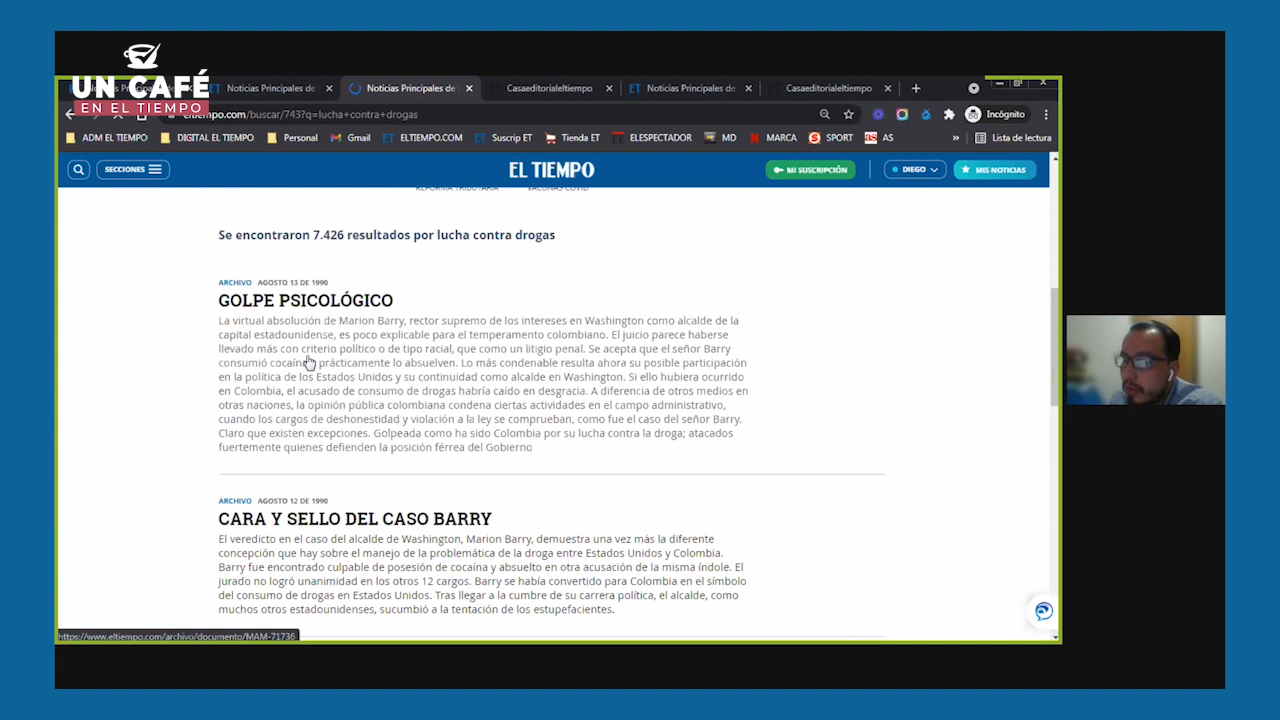 UN CAFÉ
EN EL TIEMPO
Noticias Principales de
Noticias Principales de
Casaeditorialeltiempo
Noticias Principales de
Casaeditorialeltiempo
eltiempo.com/buscar/743?q=lucha+contra+drogas
Incógnito
ADM EL TIEMPO
DIGITAL EL TIEMPO
Personal
Gmail
ELTIEMPO.COM
Suscrip ET
Tienda ET
ELESPECTADOR
MD
MARCA
SPORT
AS
Lista de lectura
SECCIONES
EL TIEMPO
MI SUSCRIPCIÓN
DIEGO
MIS NOTICIAS
REFORMA TRIBUTARIA
VACUNAS COVID
Se encontraron 7.426 resultados por lucha contra drogas
ARCHIVO AGOSTO 13 DE 1990
GOLPE PSICOLÓGICO
La virtual absolución de Marion Barry, rector supremo de los intereses en Washington como alcalde de la
capital estadounidense, es poco explicable para el temperamento colombiano. El juicio parece haberse
llevado más con criterio político o de tipo racial, que como un litigio penal. Se acepta que el señor Barry
consumió cocaína prácticamente lo absuelven. Lo más condenable resulta ahora su posible participación
en la política de los Estados Unidos y su continuidad como alcalde en Washington. Si ello hubiera ocurrido
en Colombia, el acusado de consumo de drogas habría caído en desgracia. A diferencia de otros medios en
otras naciones, la opinión pública colombiana condena ciertas actividades en el campo administrativo,
cuando los cargos de deshonestidad y violación a la ley se comprueban, como fue el caso del señor Barry.
Claro que existen excepciones. Golpeada como ha sido Colombia por su lucha contra la droga; atacados
fuertemente quienes defienden la posición férrea del Gobierno
ARCHIVO AGOSTO 12 DE 1990
CARA Y SELLO DEL CASO BARRY
El veredicto en el caso del alcalde de Washington, Marion Barry, demuestra una vez más la diferente
concepción que hay sobre el manejo de la problemática de la droga entre Estados Unidos y Colombia.
Barry fue encontrado culpable de posesión de cocaína y absuelto en otra acusación de la misma índole. El
jurado no logró unanimidad en los otros 12 cargos. Barry se había convertido para Colombia en el símbolo
del consumo de drogas en Estados Unidos. Tras llegar a la cumbre de su carrera política, el alcalde, como
muchos otros estadounidenses, sucumbió a la tentación de los estupefacientes.
https://www.eltiempo.com/archivo/documento/MAM-71736